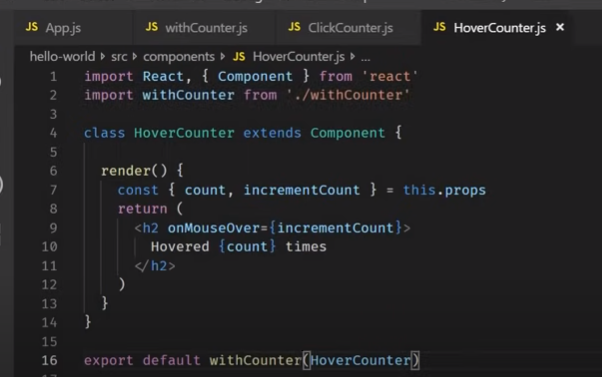 JS App.js JS withCounter.js JS ClickCounter.js JS HoverCounter.js ×
hello-world › src › components › JS HoverCounter.js › ...
1 import React, { Component } from 'react'
2 import withCounter from './withCounter'
3
4 class HoverCounter extends Component {
5
6 render() {
7 const { count, incrementCount } = this.props
8 return (
9 <h2 onMouseOver={incrementCount}>
10 Hovered {count} times
11 </h2>
12 )
13 }
14 }
15
16 export default withCounter(HoverCounter)